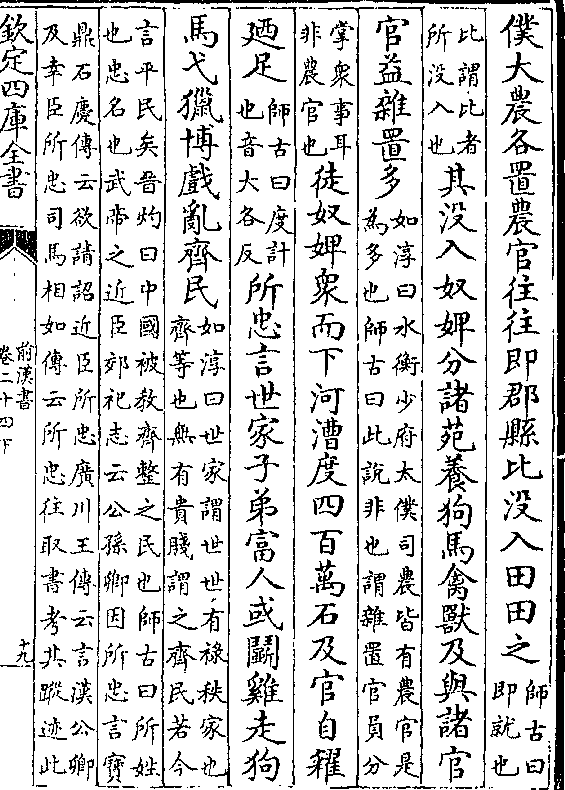 僕大農各置農官往往即郡縣比没入田田之師古曰即就也
比謂比者所没入也其没入奴婢分諸苑養狗馬禽獸及與諸官
官益雜置多如淳曰水衡少府太僕司農皆有農官是為多也師古曰此說非也謂雜置官員分
掌衆事耳非農官也徒奴婢衆而下河漕度四百萬石及官自糴
廼足師古曰度計也音大各反所忠言世家子弟富人或鬭雞走狗
馬弋獵博戲亂齊民如淳曰世家謂世世有祿秩家也齊等也無有貴賤謂之齊民若今
言平民矣晉灼曰中國被教齊整之民也師古曰所姓也忠名也武帝之近臣郊祀志云公孫卿因所忠言寶
鼎石慶傳云欲請詔近臣所忠廣川王傳云言漢公卿及幸臣所忠司馬相如傳云所忠往取書考其蹤迹此
欽定四庫全書
前漢書
卷二十四下
十九